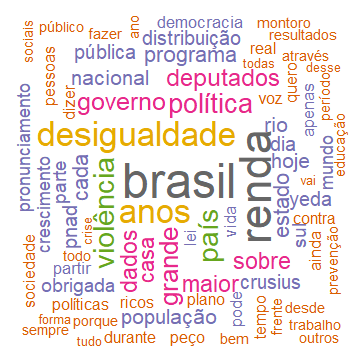 ano
público
sociais
fazer
democracia
montoro
distribuição
resultados
pessoas
pública
programa
real
através
todas
desse
dizer
nacional
deputados
quero
períodos
governo
política
voz
apenas
educação
pronunciamento
desigualdade
rio
dia
mundo
crescimento
parte
cada
violência
brasil
renda
hoje
pnad
anos
país
vida
estado
yeda
sul
contra
crise
dados
casa
grande
lei
sobre
vai
ainda
prevenção
sociedade
todo
partir
maior
crusius
obrigada
políticas
ricos
plano
pode
tempo
frente
desde
forma
porque
população
trabalho
sempre
tudo
durante
peço
bem
outros